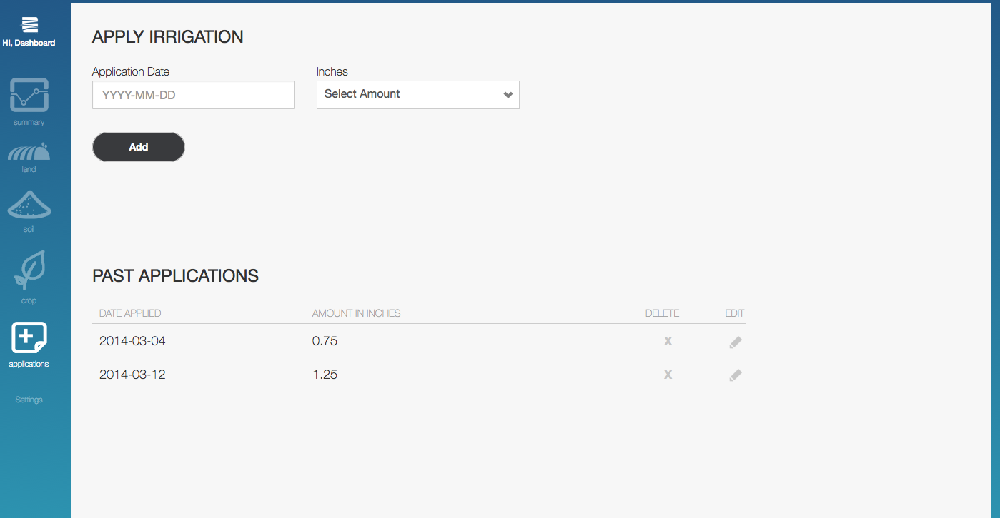 Hi, Dashboard
summary
land
soil
crop
applications
Settings
APPLY IRRIGATION
Application Date Inches
YYYY-MM-DD Select Amount
Add
PAST APPLICATIONS
DATE APPLIED AMOUNT IN INCHES DELETE EDIT
2014-03-04 0.75 X
2014-03-12 1.25 X